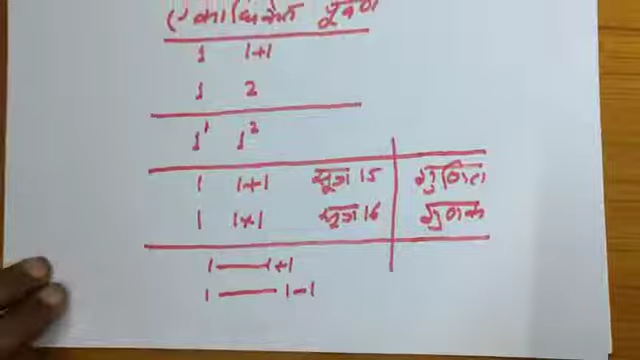 1 1+1
1 2
1¹ 1²
1 1+1 सूत्र 15 गुणित
1 1×1 सूत्र 16 गुणक
1 — 1+1
1 — 1-1